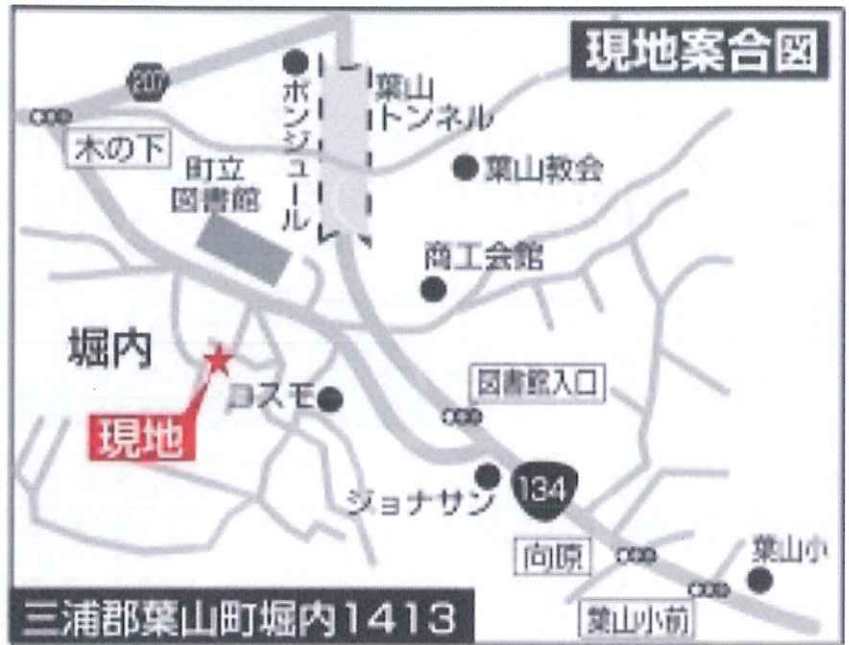 現地案合図
207
ボンジュール
葉山
トンネル
木の下
町立
図書館
葉山教会
商工会館
堀内
図書館入口
コスモ
現地
ジョナサン
134
向原
葉山小
葉山小前
三浦郡葉山町堀内1413